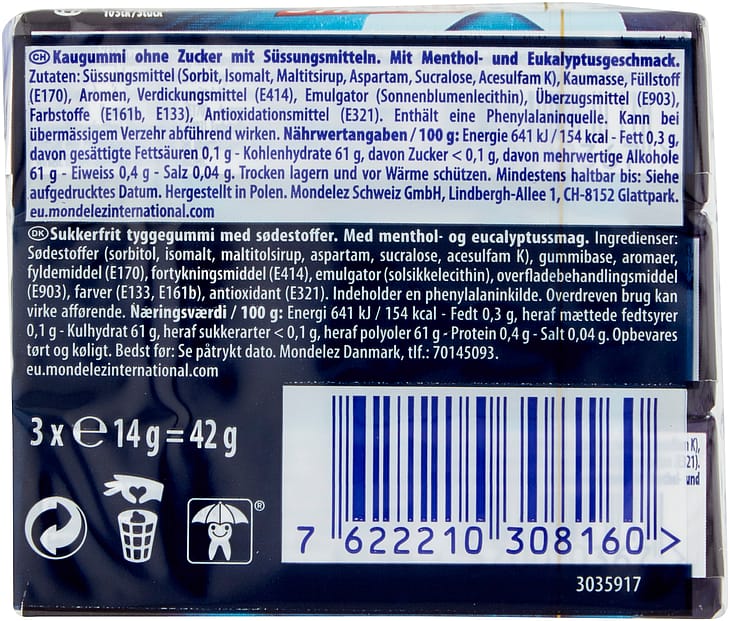 10 Stk/Stück
CH Kaugummi ohne Zucker mit Süssungsmitteln. Mit Menthol- und Eukalyptusgeschmack.
Zutaten: Süssungsmittel (Sorbit, Isomalt, Maltitsirup, Aspartam, Sucralose, Acesulfam K), Kaumasse, Füllstoff
(E170), Aromen, Verdickungsmittel (E414), Emulgator (Sonnenblumenlecithin), Überzugsmittel (E903),
Farbstoffe (E161b, E133), Antioxidationsmittel (E321). Enthält eine Phenylalaninquelle. Kann bei
übermässigem Verzehr abführend wirken. Nährwertangaben / 100 g: Energie 641 kJ / 154 kcal - Fett 0,3 g,
davon gesättigte Fettsäuren 0,1 g - Kohlenhydrate 61 g, davon Zucker < 0,1 g, davon mehrwertige Alkohole
61 g - Eiweiss 0,4 g - Salz 0,04 g. Trocken lagern und vor Wärme schützen. Mindestens haltbar bis: Siehe
aufgedrucktes Datum. Hergestellt in Polen. Mondelez Schweiz GmbH, Lindbergh-Allee 1, CH-8152 Glattpark.
eu.mondelezinternational.com
DK Sukkerfrit tyggegummi med sødestoffer. Med menthol- og eucalyptussmag. Ingredienser:
Sødestoffer (sorbitol, isomalt, maltitolsirup, aspartam, sucralose, acesulfam K), gummibase, aromaer,
fyldemiddel (E170), fortykningsmiddel (E414), emulgator (solsikkelecithin), overfladebehandlingsmiddel
(E903), farver (E133, E161b), antioxidant (E321). Indeholder en phenylalaninkilde. Overdreven brug kan
virke afførende. Næringsværdi / 100 g: Energi 641 kJ / 154 kcal - Fedt 0,3 g, heraf mættede fedtsyrer
0,1 g - Kulhydrat 61 g, heraf sukkerarter < 0,1 g, heraf polyoler 61 g - Protein 0,4 g - Salt 0,04 g. Opbevares
tørt og køligt. Bedst før: Se påtrykt dato. Mondelez Danmark, tlf.: 70145093.
eu.mondelezinternational.com
3 x e 14 g = 42 g
K),
21).
und
®
7 622210 308160 >
3035917